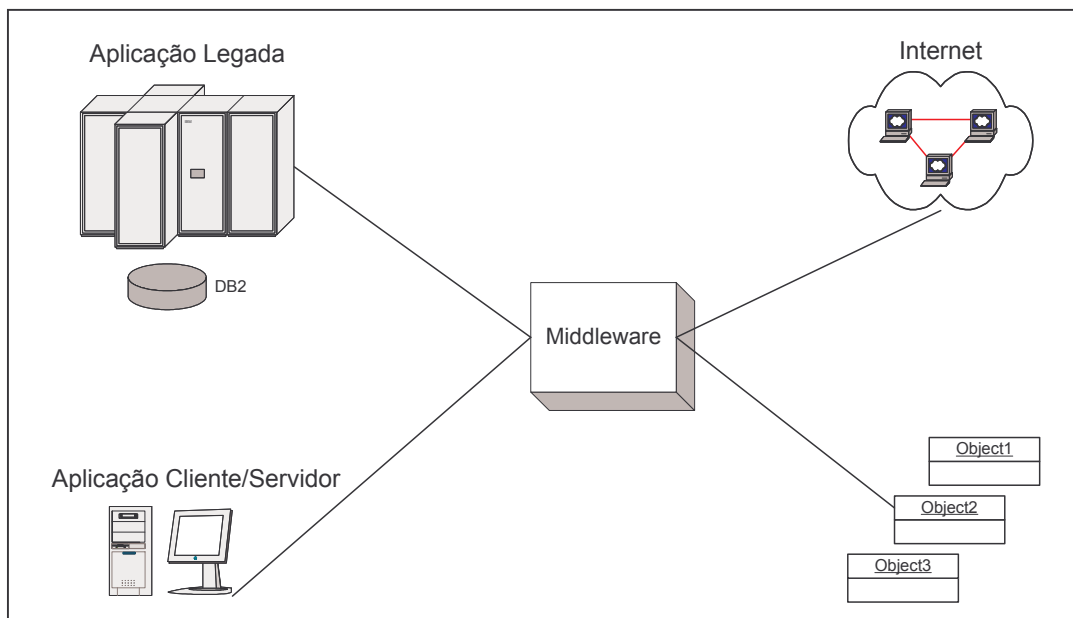 Aplicação Legada
Internet
DB2
Middleware
Object1
Aplicação Cliente/Servidor
Object2
Object3